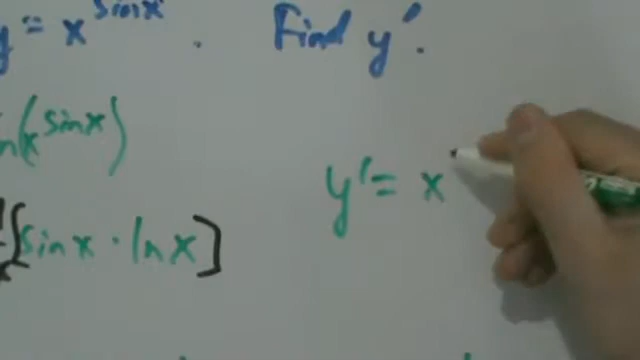 y = x^sinx . Find y'.
ln(x^sinx)
y' = x
[sinx · lnx]